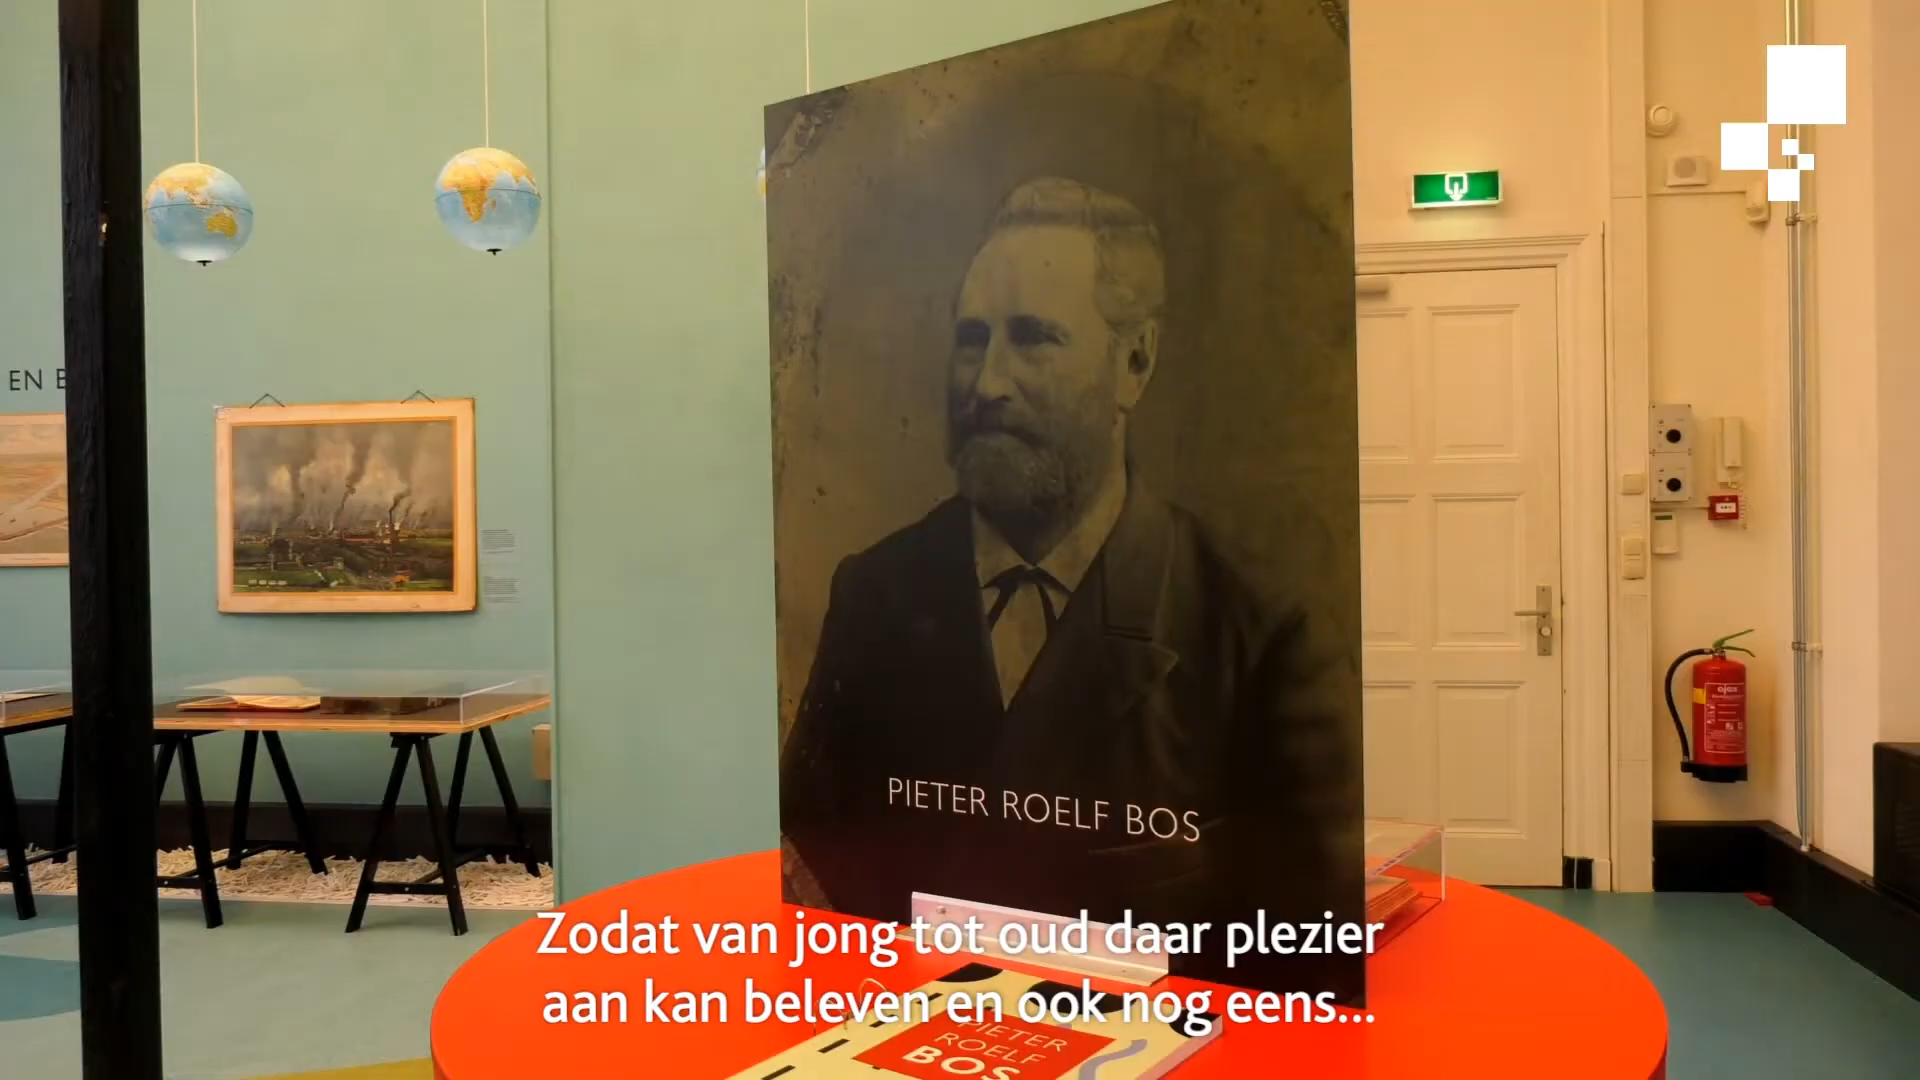 EN
PIETER ROELF BOS
ajax
Zodat van jong tot oud daar plezier
aan kan beleven en ook nog eens...
PIETER
ROELF
BOS